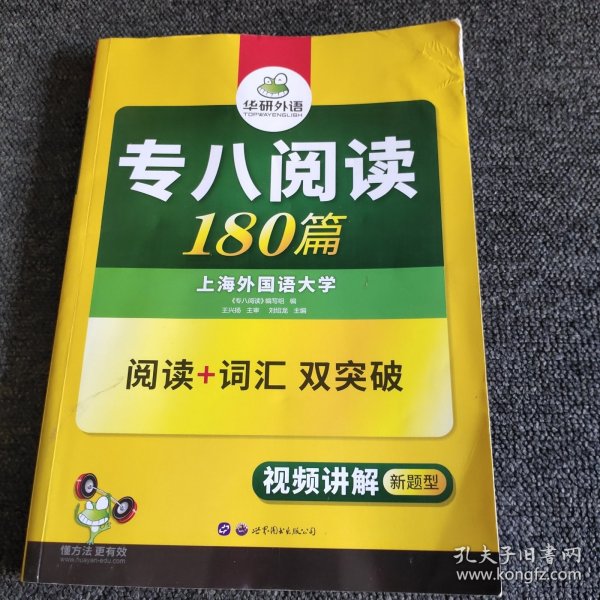 华研外语
TOPWAYENGLISH
专八阅读
180篇
上海外国语大学
《专八阅读》编写组 编
王兴扬 主审 刘绍龙 主编
阅读+词汇 双突破
视频讲解 新题型
懂方法 更有效
www.huayan-edu.com
世界图书出版公司
孔夫子旧书网
www.kongfz.com